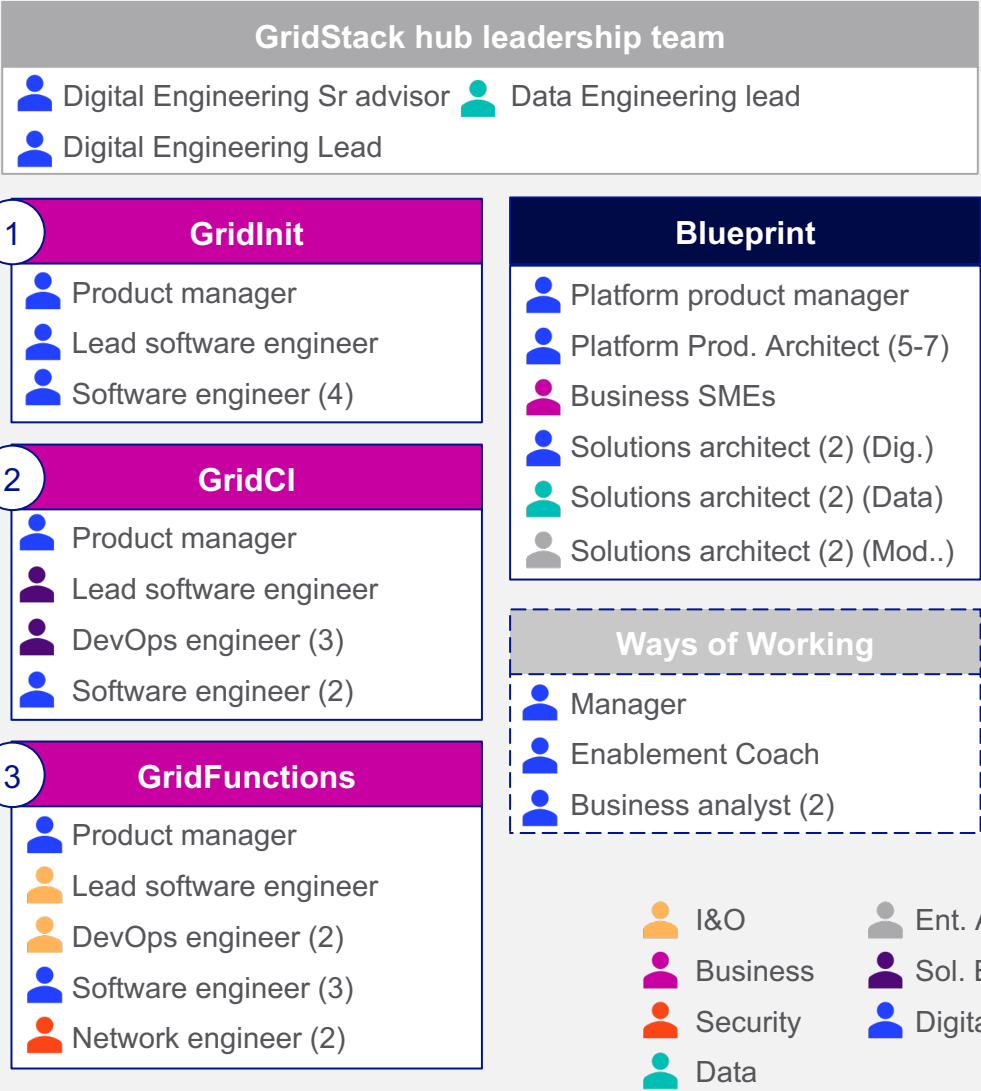 GridStack hub leadership team
Digital Engineering Sr advisor
Data Engineering lead
Digital Engineering Lead
1
GridInit
Product manager
Lead software engineer
Software engineer (4)
2
GridCI
Product manager
Lead software engineer
DevOps engineer (3)
Software engineer (2)
3
GridFunctions
Product manager
Lead software engineer
DevOps engineer (2)
Software engineer (3)
Network engineer (2)
Blueprint
Platform product manager
Platform Prod. Architect (5-7)
Business SMEs
Solutions architect (2) (Dig.)
Solutions architect (2) (Data)
Solutions architect (2) (Mod..)
Ways of Working
Manager
Enablement Coach
Business analyst (2)
I&O
Business
Security
Data
Ent.
Sol.